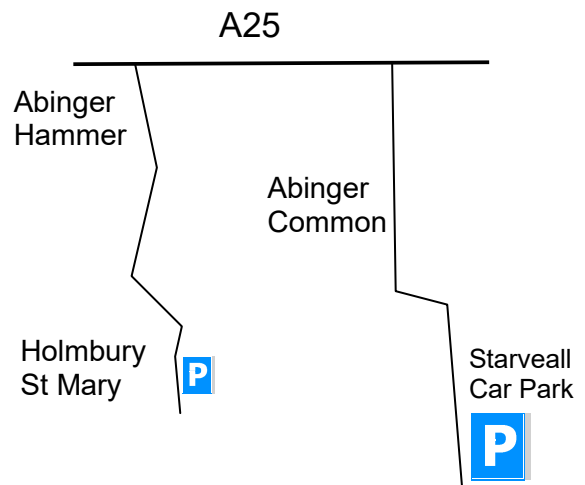 A25
Abinger
Hammer
Abinger
Common
Holmbury
St Mary
P
Starveall
Car Park
P